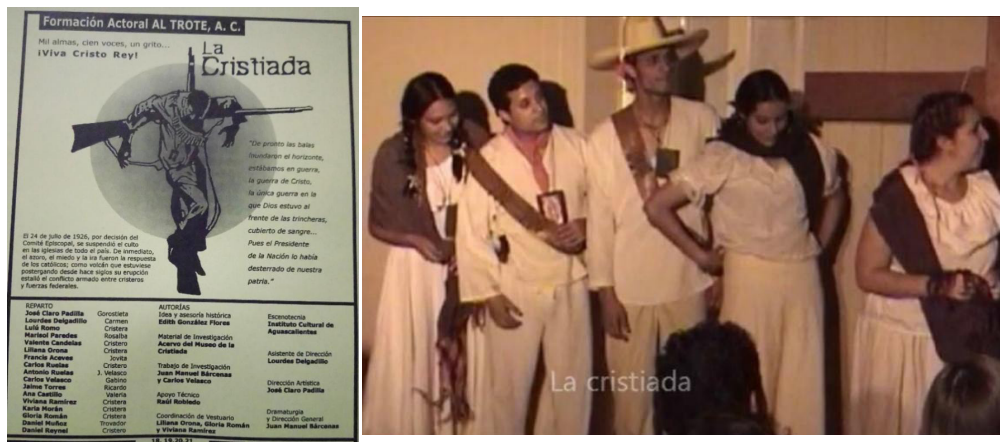 Formación Actoral AL TROTE, A. C.
Mil almas, cien voces, un grito...
¡Viva Cristo Rey!
La
Cristiada
"De pronto las balas
inundaron el horizonte,
estábamos en guerra,
la guerra de Cristo,
la única guerra en la
que Dios estuvo al
frente de las trincheras,
cubierto de sangre...
Pues el Presidente
de la Nación lo había
desterrado de nuestra
patria."
El 24 de julio de 1926, por decisión del
Comité Episcopal, se suspendió el culto
en las iglesias de todo el país. De inmediato,
el azoro, el miedo y la ira fueron la respuesta
de los católicos; como volcán que estuviese
postergando desde hace siglos su erupción
estalló el conflicto armado entre cristeros
y fuerzas federales.
REPARTO
José Claro Padilla Gorostieta
Lourdes Delgadillo Carmen
Lulú Romo Cristera
Marisol Paredes Rosalba
Valente Candelas Cristero
Liliana Orona Cristera
Francis Aceves Jovita
Carlos Ruelas Cristero
Antonio Ruelas J. Velasco
Carlos Velasco Gabino
Jaime Torres Ricardo
Ana Castillo Valeria
Viviana Ramírez Cristera
Karla Morán Cristera
Gloria Román Cristera
Daniel Muñoz Trovador
Daniel Reynel Cristero
AUTORÍAS
Idea y asesoría histórica
Edith González Flores
Material de Investigación
Acervo del Museo de la
Cristiada
Trabajo de Investigación
Juan Manuel Bárcenas
y Carlos Velasco
Apoyo Técnico
Raúl Robledo
Coordinación de Vestuario
Liliana Orona, Gloria Román
y Viviana Ramírez
Escenotecnia
Instituto Cultural de
Aguascalientes
Asistente de Dirección
Lourdes Delgadillo
Dirección Artística
José Claro Padilla
Dramaturgia
y Dirección General
Juan Manuel Bárcenas
18, 19, 20, 21
La cristiada